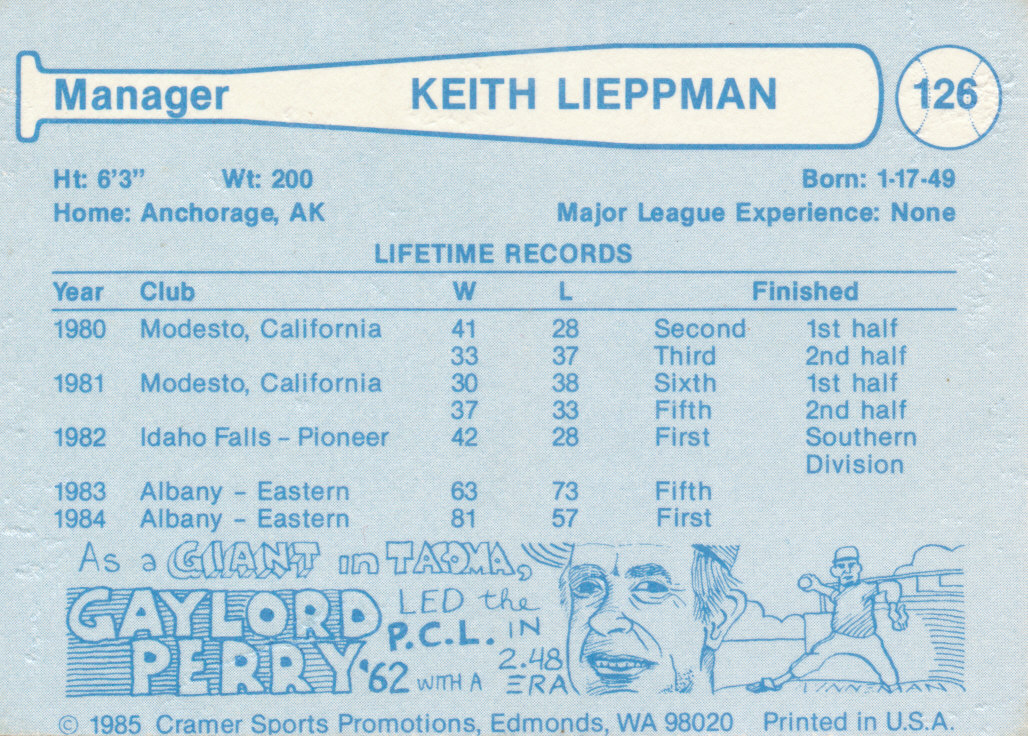 Manager KEITH LIEPPMAN 126
Ht: 6'3" Wt: 200 Born: 1-17-49
Home: Anchorage, AK Major League Experience: None
LIFETIME RECORDS
Year Club W L Finished
1980 Modesto, California 41 28 Second 1st half
33 37 Third 2nd half
1981 Modesto, California 30 38 Sixth 1st half
37 33 Fifth 2nd half
1982 Idaho Falls – Pioneer 42 28 First Southern
Division
1983 Albany – Eastern 63 73 Fifth
1984 Albany – Eastern 81 57 First
As a GIANT in TACOMA,
GAYLORD LED the
PERRY P.C.L. IN
'62 WITH A 2.48
ERA
LINNEMAN
© 1985 Cramer Sports Promotions, Edmonds, WA 98020 Printed in U.S.A.